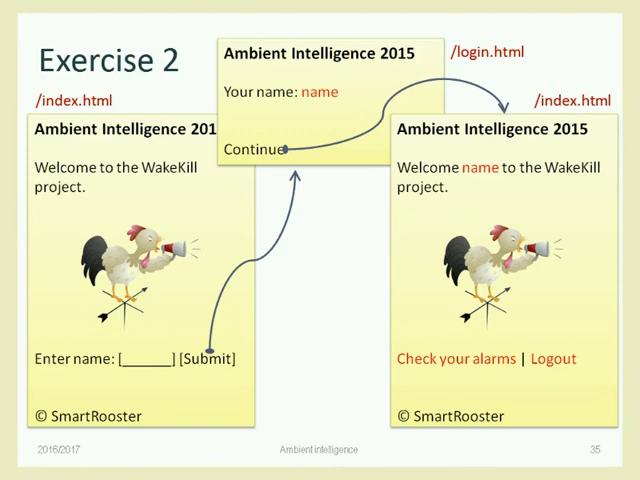 Exercise 2
/index.html
Ambient Intelligence 201
Welcome to the WakeKill
project.
Enter name: [______] [Submit]
© SmartRooster
/login.html
Ambient Intelligence 2015
Your name: name
Continue
/index.html
Ambient Intelligence 2015
Welcome name to the WakeKill
project.
Check your alarms | Logout
© SmartRooster
2016/2017
Ambient intelligence
35